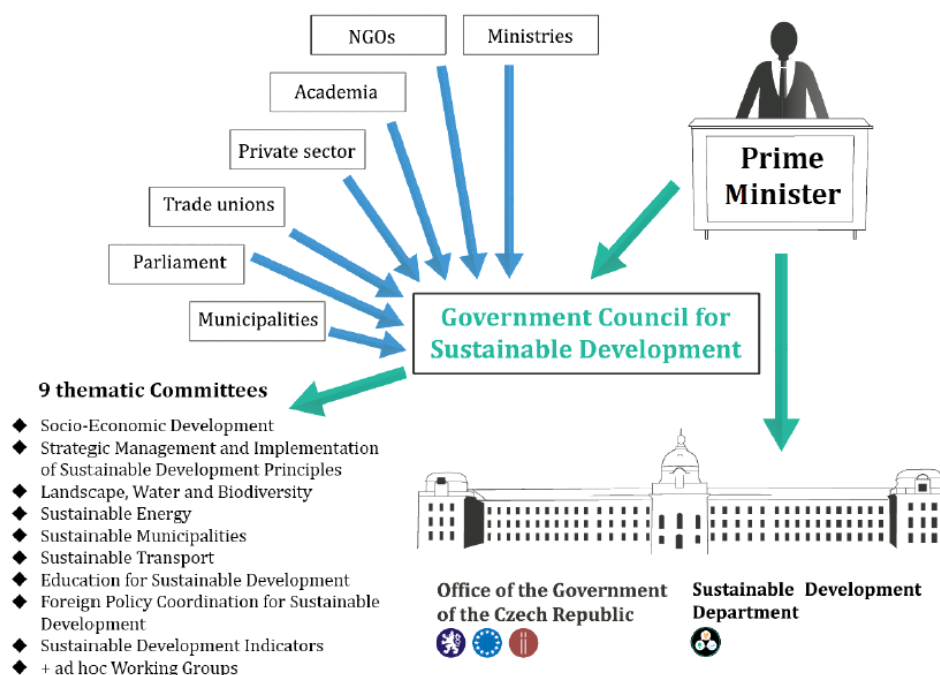 NGOs
Ministries
Academia
Private sector
Trade unions
Parliament
Municipalities
Prime
Minister
Government Council for
Sustainable Development
9 thematic Committees
◆ Socio-Economic Development
◆ Strategic Management and Implementation
of Sustainable Development Principles
◆ Landscape, Water and Biodiversity
◆ Sustainable Energy
◆ Sustainable Municipalities
◆ Sustainable Transport
◆ Education for Sustainable Development
◆ Foreign Policy Coordination for Sustainable
Development
◆ Sustainable Development Indicators
◆ + ad hoc Working Groups
Office of the Government
of the Czech Republic
Sustainable Development
Department